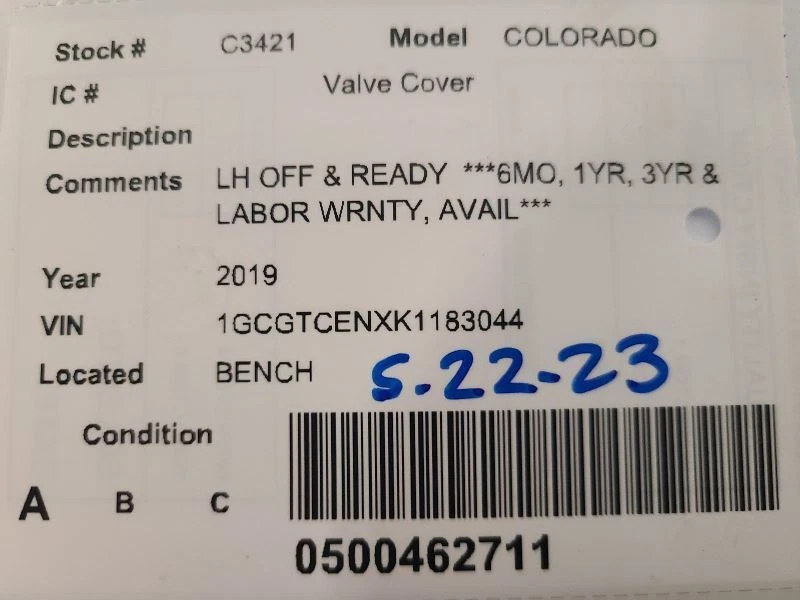 Stock # C3421 Model COLORADO
IC # Valve Cover
Description
Comments LH OFF & READY ***6MO, 1YR, 3YR &
LABOR WRNTY, AVAIL***
Year 2019
VIN 1GCGTCENXK1183044
Located BENCH 5.22-23
Condition
A B C
0500462711